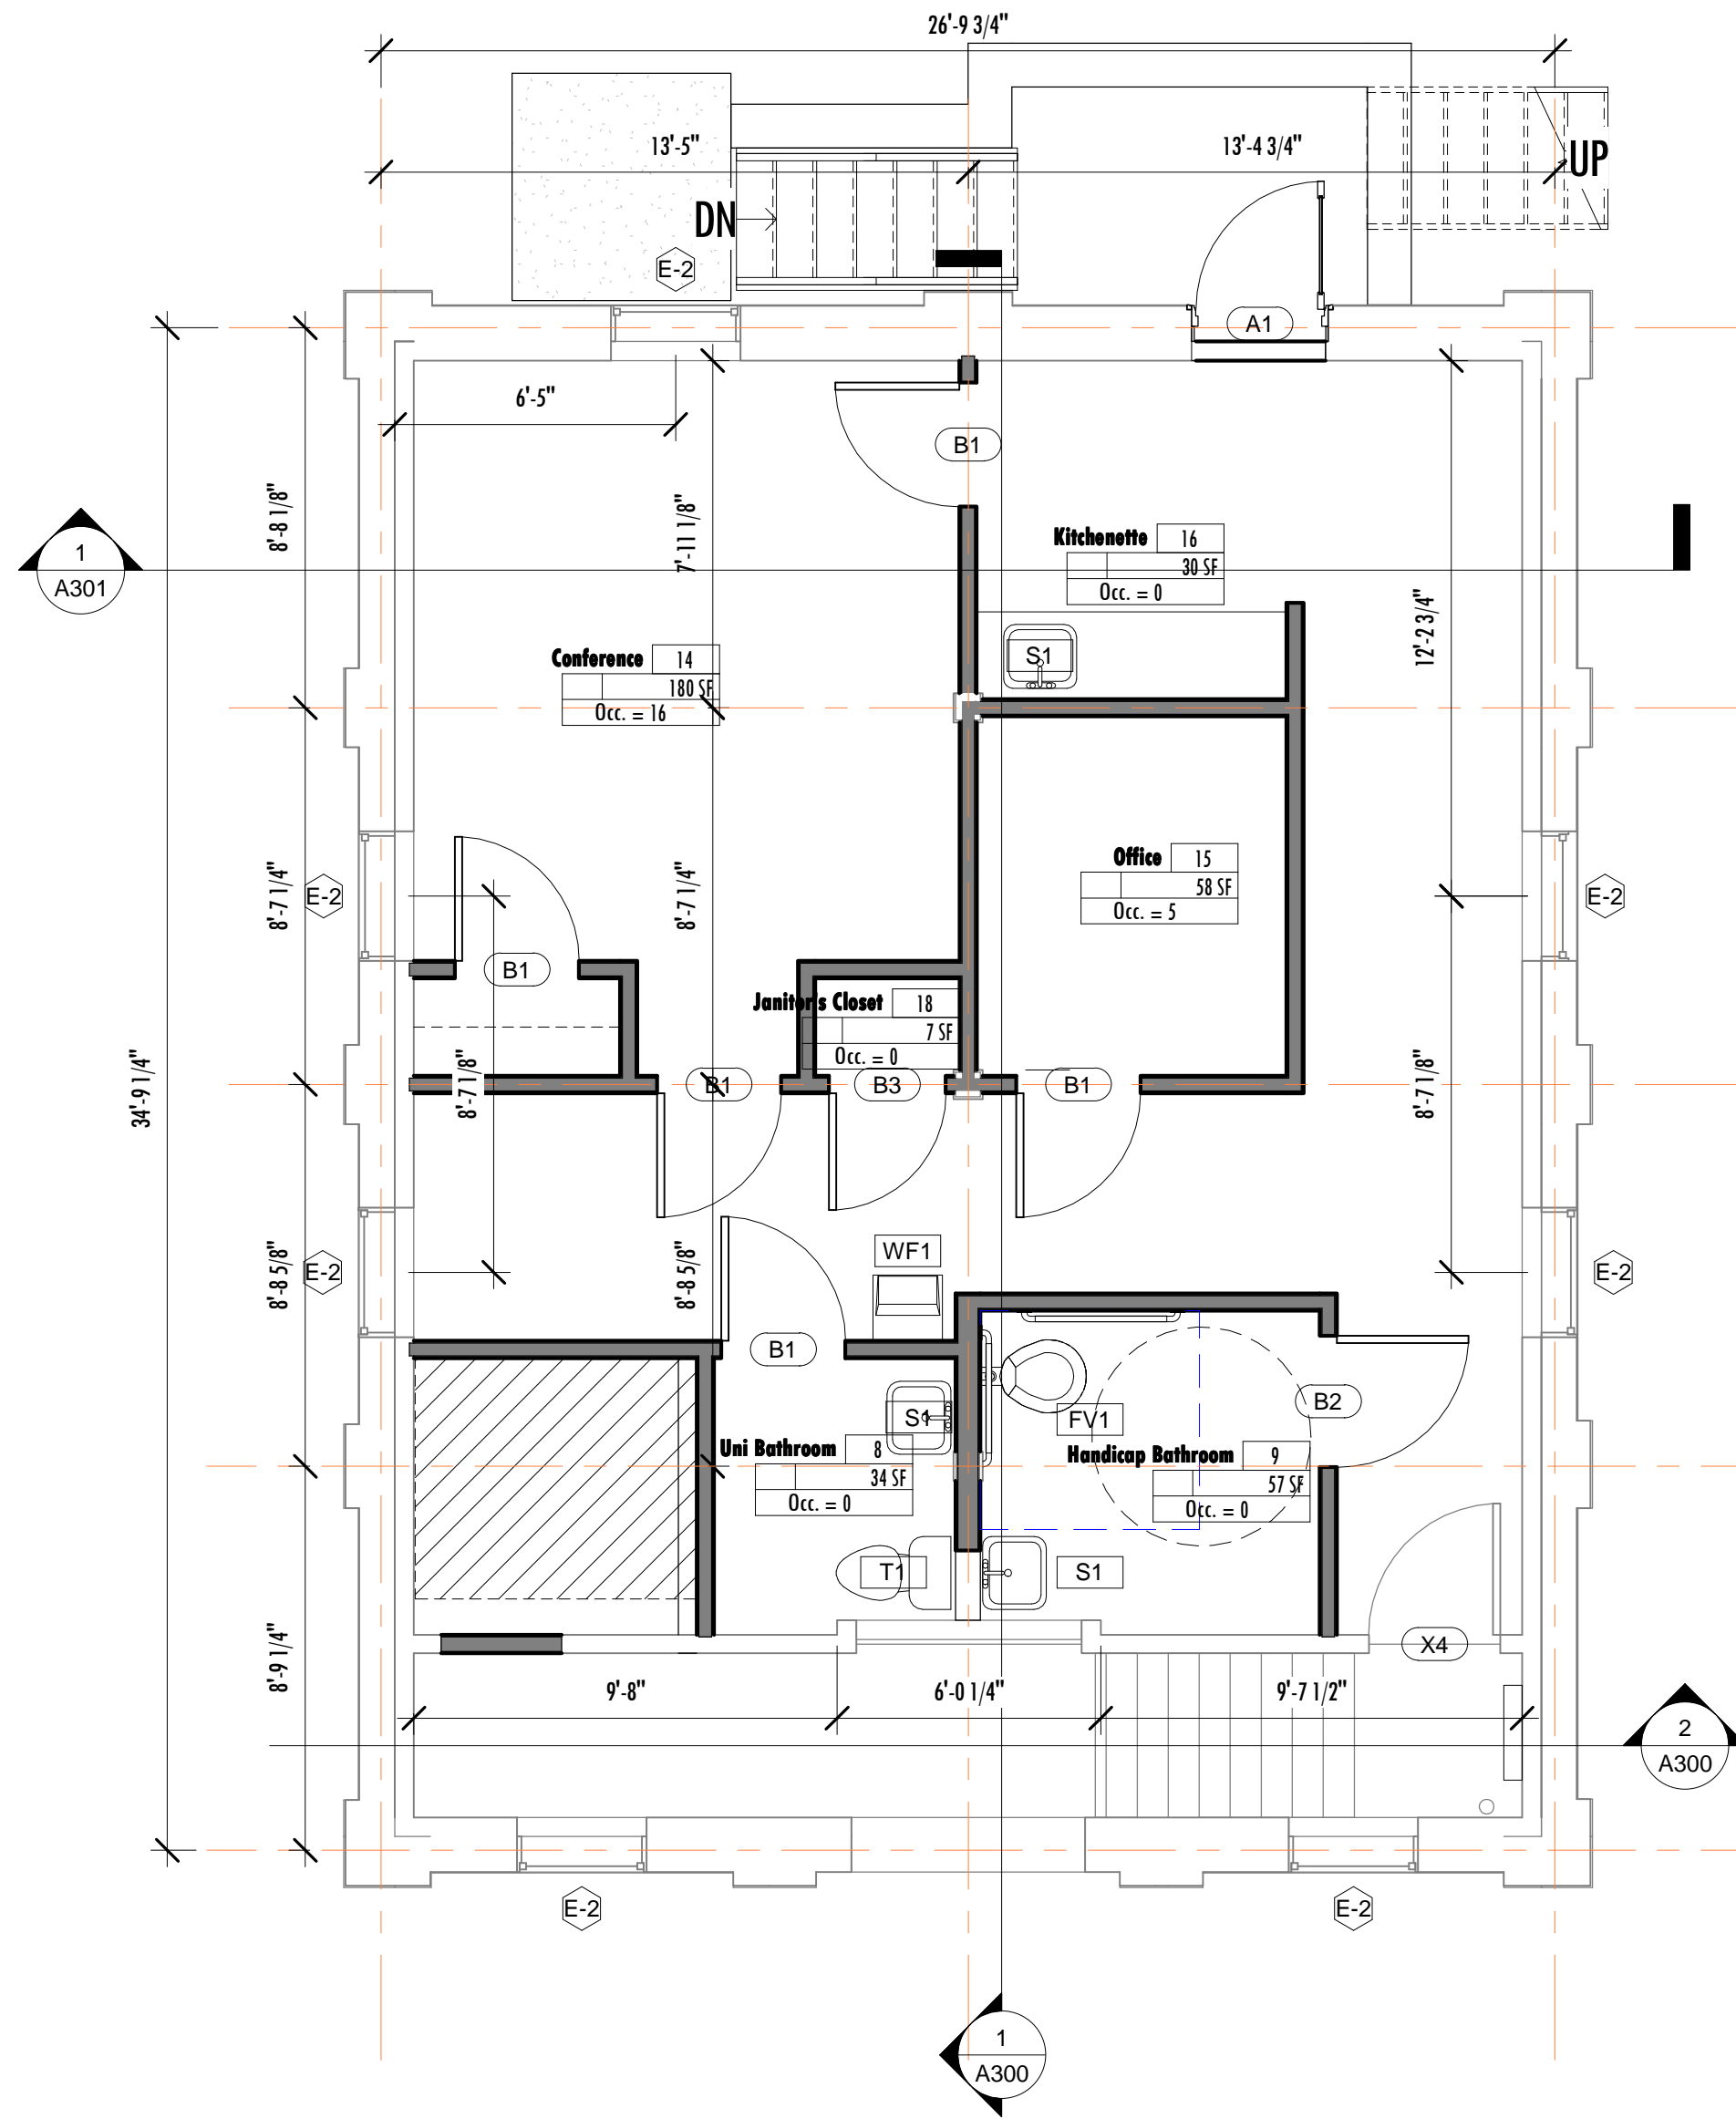 26'-9 3/4"
13'-5"
13'-4 3/4"
UP
DN
E-2
A1
6'-5"
B1
8'-8 1/8"
7'-11 1/8"
1
A301
Kitchenette 16
30 SF
Occ. = 0
12'-2 3/4"
S1
Conference 14
180 SF
Occ. = 16
Office 15
58 SF
Occ. = 5
8'-7 1/4"
E-2
8'-7 1/4"
E-2
B1
Janitor's Closet 18
7 SF
Occ. = 0
34'-9 1/4"
8'-7 1/8"
B1
B3
B1
8'-7 1/8"
WF1
8'-8 5/8"
E-2
8'-8 5/8"
E-2
B1
B2
S1
FV1
Uni Bathroom 8
34 SF
Occ. = 0
Handicap Bathroom 9
57 SF
Occ. = 0
T1
S1
X4
8'-9 1/4"
9'-8"
6'-0 1/4"
9'-7 1/2"
2
A300
E-2
E-2
1
A300